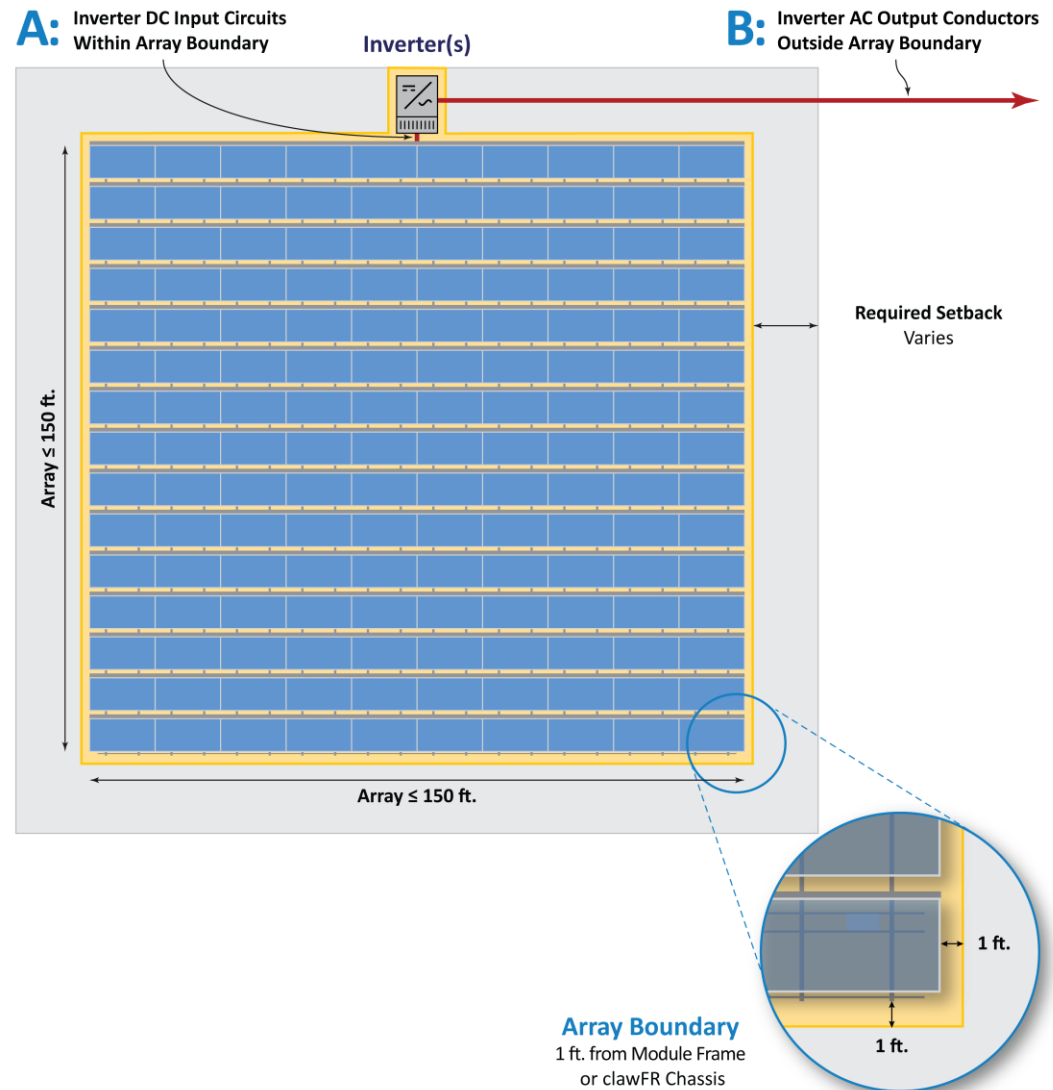 A:
Inverter DC Input Circuits
Within Array Boundary
Inverter(s)
B:
Inverter AC Output Conductors
Outside Array Boundary
Array ≤ 150 ft.
Required Setback
Varies
Array ≤ 150 ft.
1 ft.
1 ft.
Array Boundary
1 ft. from Module Frame
or clawFR Chassis